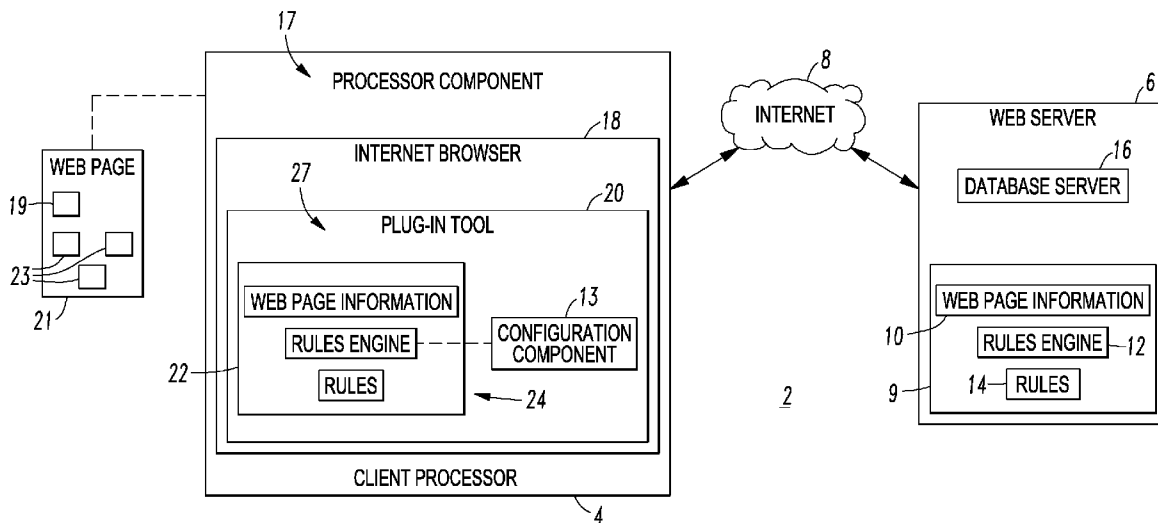 17
PROCESSOR COMPONENT
8
INTERNET
6
WEB SERVER
16
DATABASE SERVER
WEB PAGE
19
23
21
18
INTERNET BROWSER
27
20
PLUG-IN TOOL
WEB PAGE INFORMATION
RULES ENGINE
RULES
22
24
13
CONFIGURATION
COMPONENT
2
WEB PAGE INFORMATION
10
RULES ENGINE
12
14
RULES
9
CLIENT PROCESSOR
4